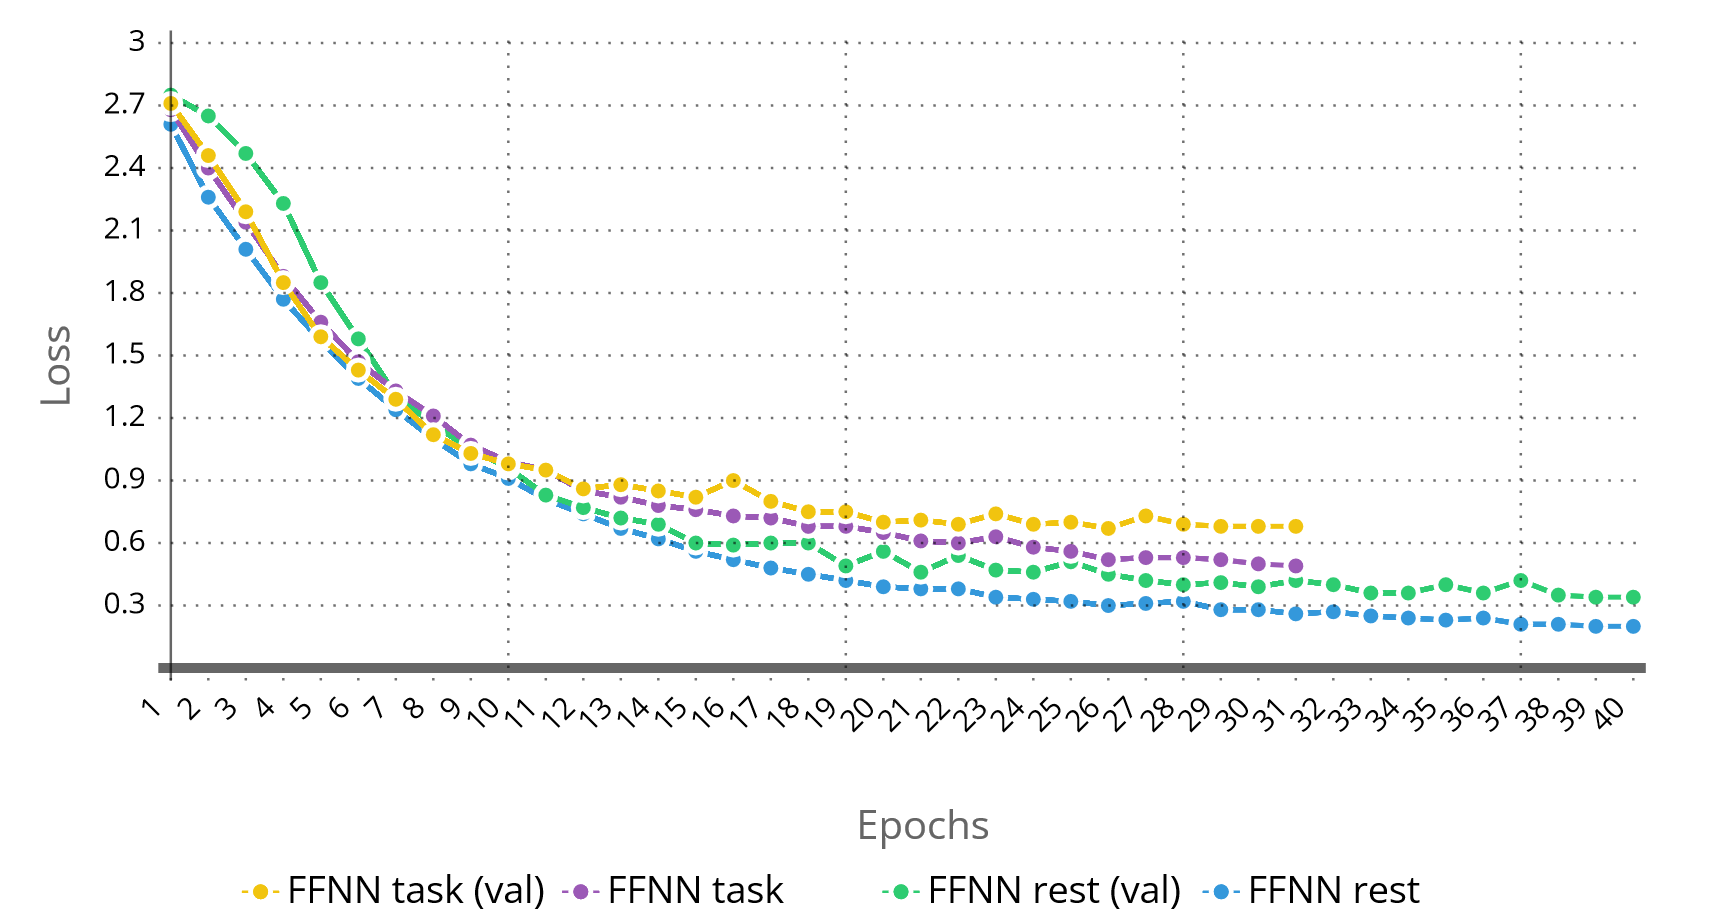 3
2.7
2.4
2.1
1.8
1.5
1.2
0.9
0.6
0.3
Loss
1 2 3 4 5 6 7 8 9 10 11 12 13 14 15 16 17 18 19 20 21 22 23 24 25 26 27 28 29 30 31 32 33 34 35 36 37 38 39 40
Epochs
FFNN task (val) FFNN task FFNN rest (val) FFNN rest